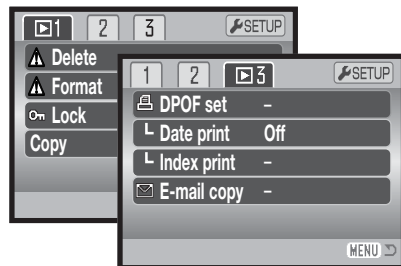 1 2 3 SETUP
Delete
Format
Lock
Copy
1 2 3 SETUP
DPOF set –
Date print Off
Index print –
E-mail copy –
MENU